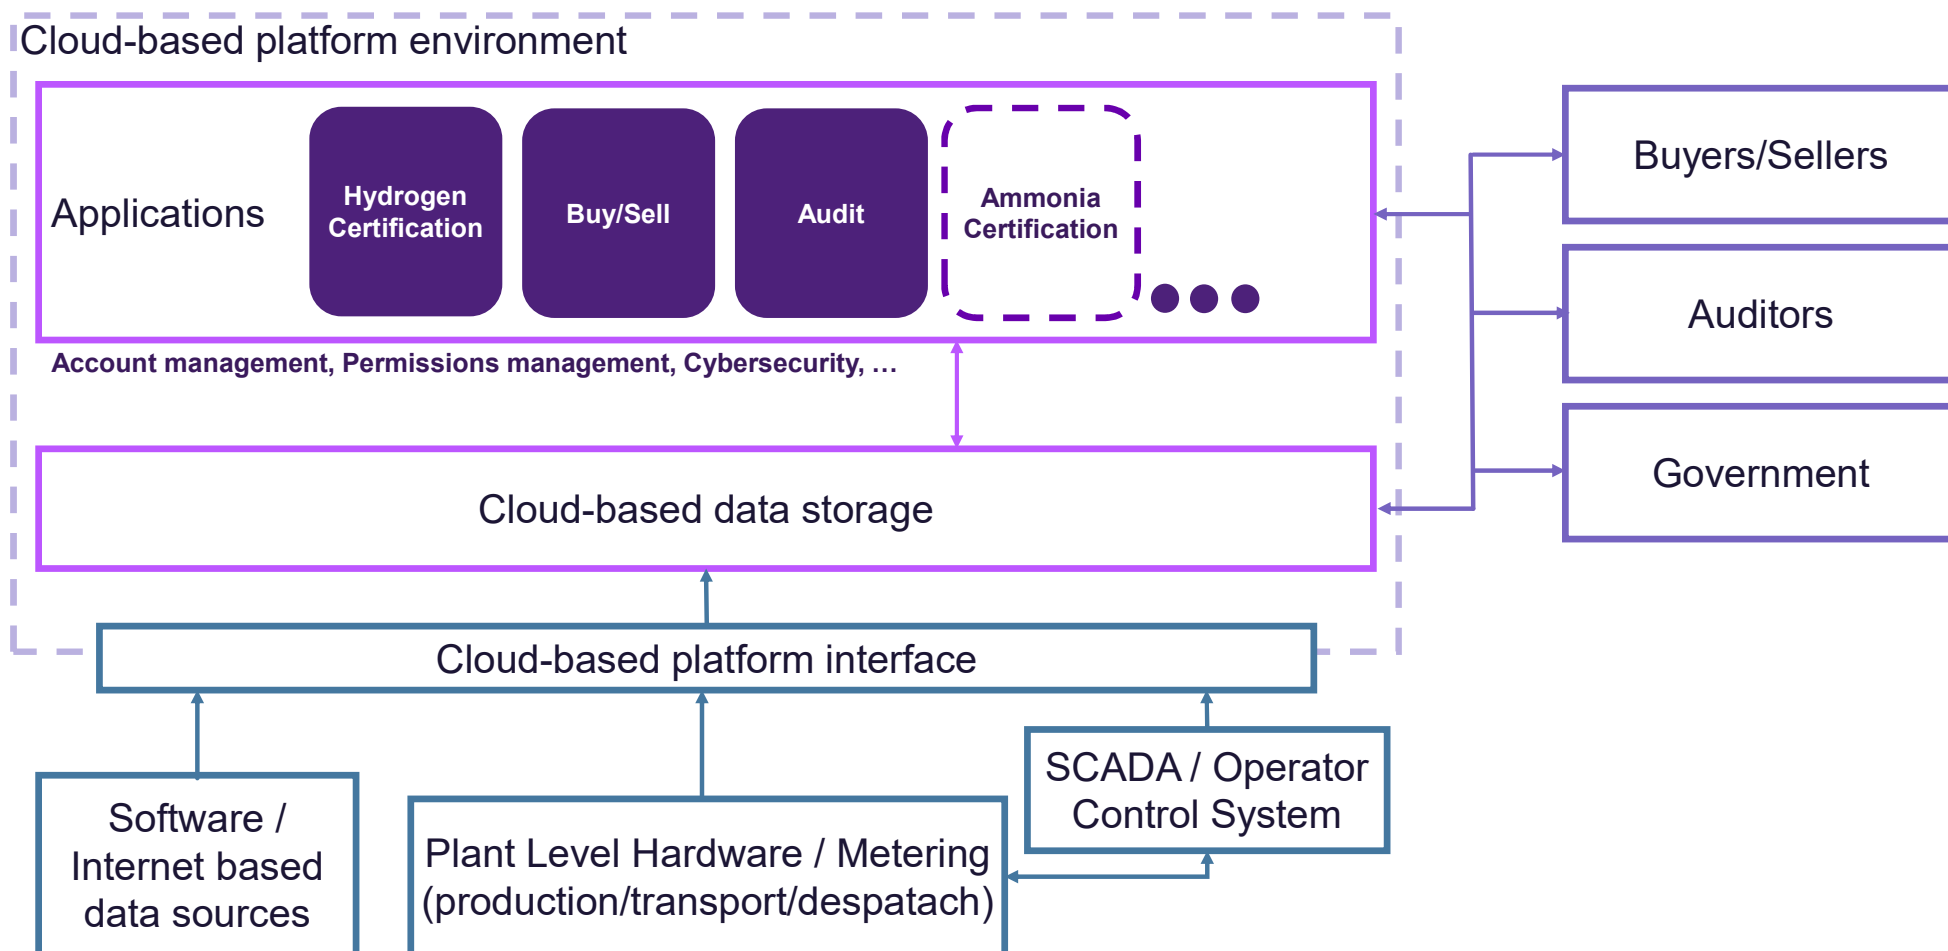 Cloud-based platform environment
Applications
Hydrogen
Certification
Buy/Sell
Audit
Ammonia
Certification
Account management, Permissions management, Cybersecurity, …
Cloud-based data storage
Cloud-based platform interface
Buyers/Sellers
Auditors
Government
Software /
Internet based
data sources
Plant Level Hardware / Metering
(production/transport/despatach)
SCADA / Operator
Control System